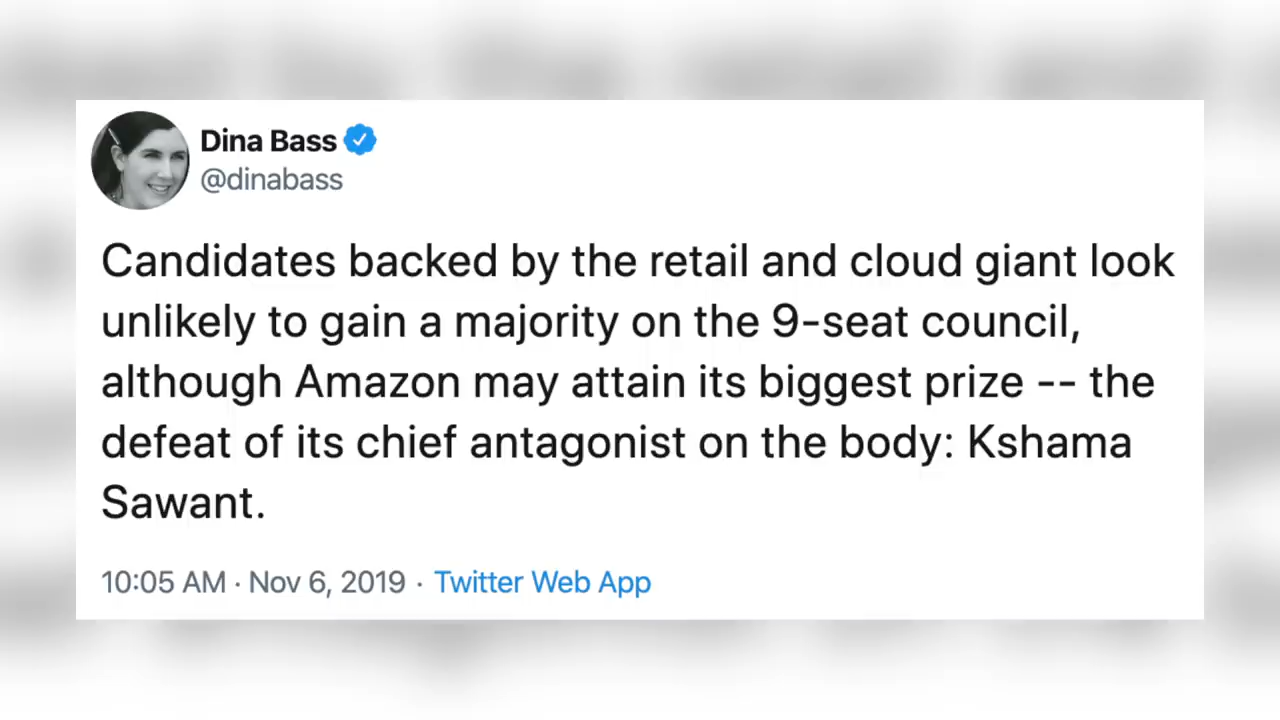 Dina Bass
@dinabass
Candidates backed by the retail and cloud giant look
unlikely to gain a majority on the 9-seat council,
although Amazon may attain its biggest prize -- the
defeat of its chief antagonist on the body: Kshama
Sawant.
10:05 AM · Nov 6, 2019 · Twitter Web App